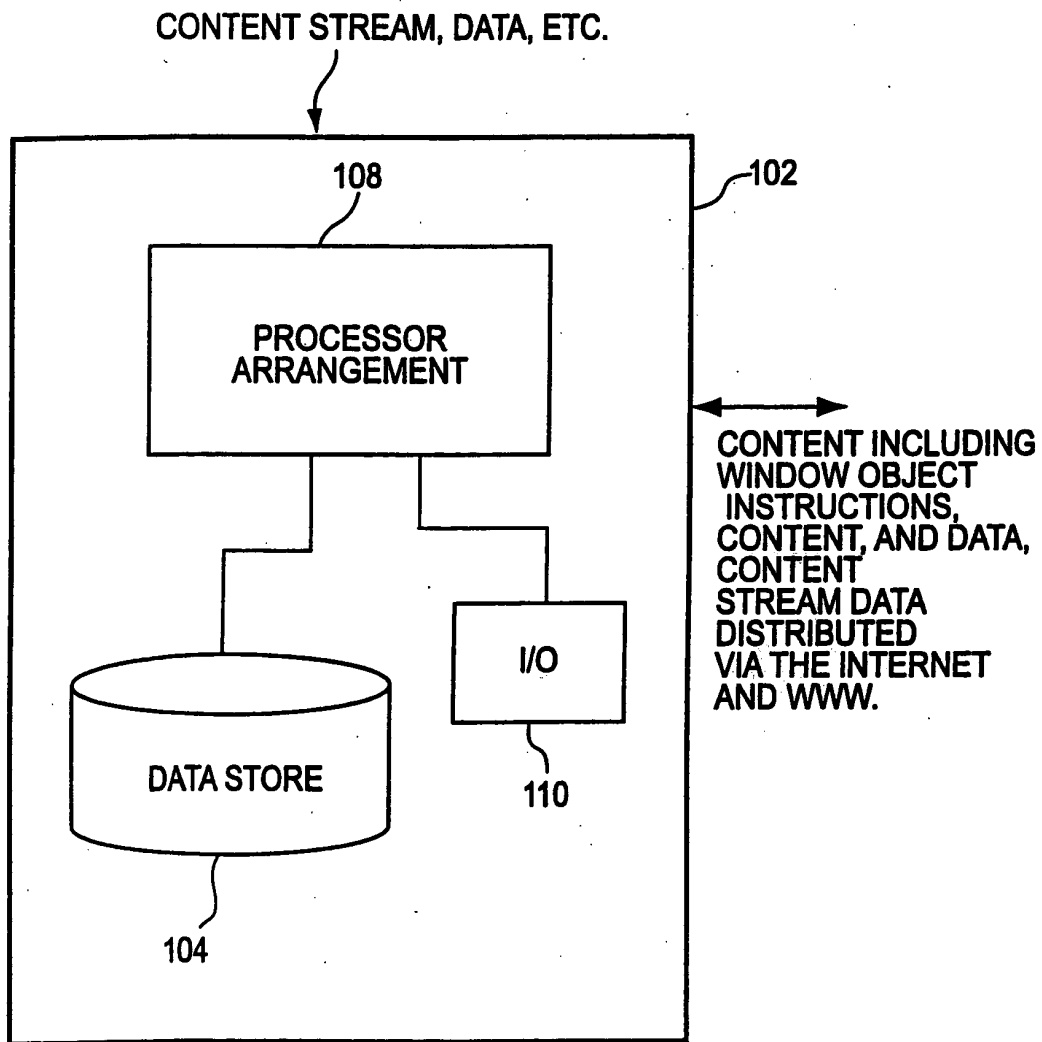 CONTENT STREAM, DATA, ETC.
108
102
PROCESSOR
ARRANGEMENT
CONTENT INCLUDING
WINDOW OBJECT
INSTRUCTIONS,
CONTENT, AND DATA,
CONTENT
STREAM DATA
DISTRIBUTED
VIA THE INTERNET
AND WWW.
I/O
110
DATA STORE
104